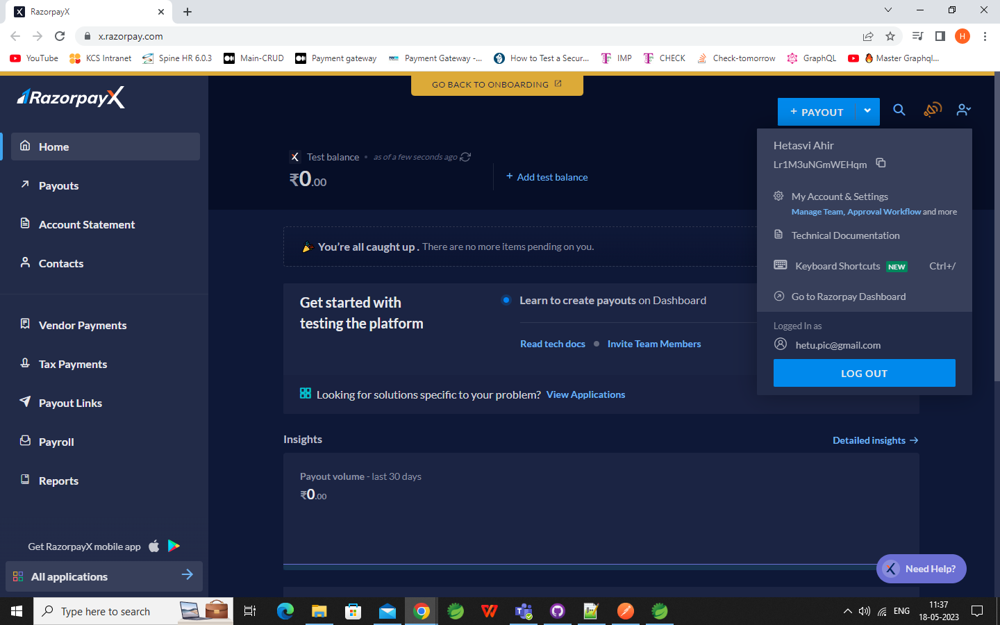 RazorpayX
x.razorpay.com
H
YouTube
KCS Intranet
Spine HR 6.0.3
Main-CRUD
Payment gateway
Payment Gateway -...
How to Test a Secur...
IMP
CHECK
Check-tomorrow
GraphQL
Master Graphql...
GO BACK TO ONBOARDING
RazorpayX
+ PAYOUT
Home
Payouts
Account Statement
Contacts
Vendor Payments
Tax Payments
Payout Links
Payroll
Reports
Get RazorpayX mobile app
All applications
Test balance • as of a few seconds ago
₹0.00
+ Add test balance
You're all caught up . There are no more items pending on you.
Get started with
testing the platform
Learn to create payouts on Dashboard
Read tech docs
Invite Team Members
Looking for solutions specific to your problem? View Applications
Insights
Detailed insights →
Payout volume - last 30 days
₹0.00
Hetasvi Ahir
Lr1M3uNGmWEHqm
My Account & Settings
Manage Team, Approval Workflow and more
Technical Documentation
Keyboard Shortcuts NEW Ctrl+/
Go to Razorpay Dashboard
Logged In as
hetu.pic@gmail.com
LOG OUT
Need Help?
Type here to search
ENG
11:37
18-05-2023